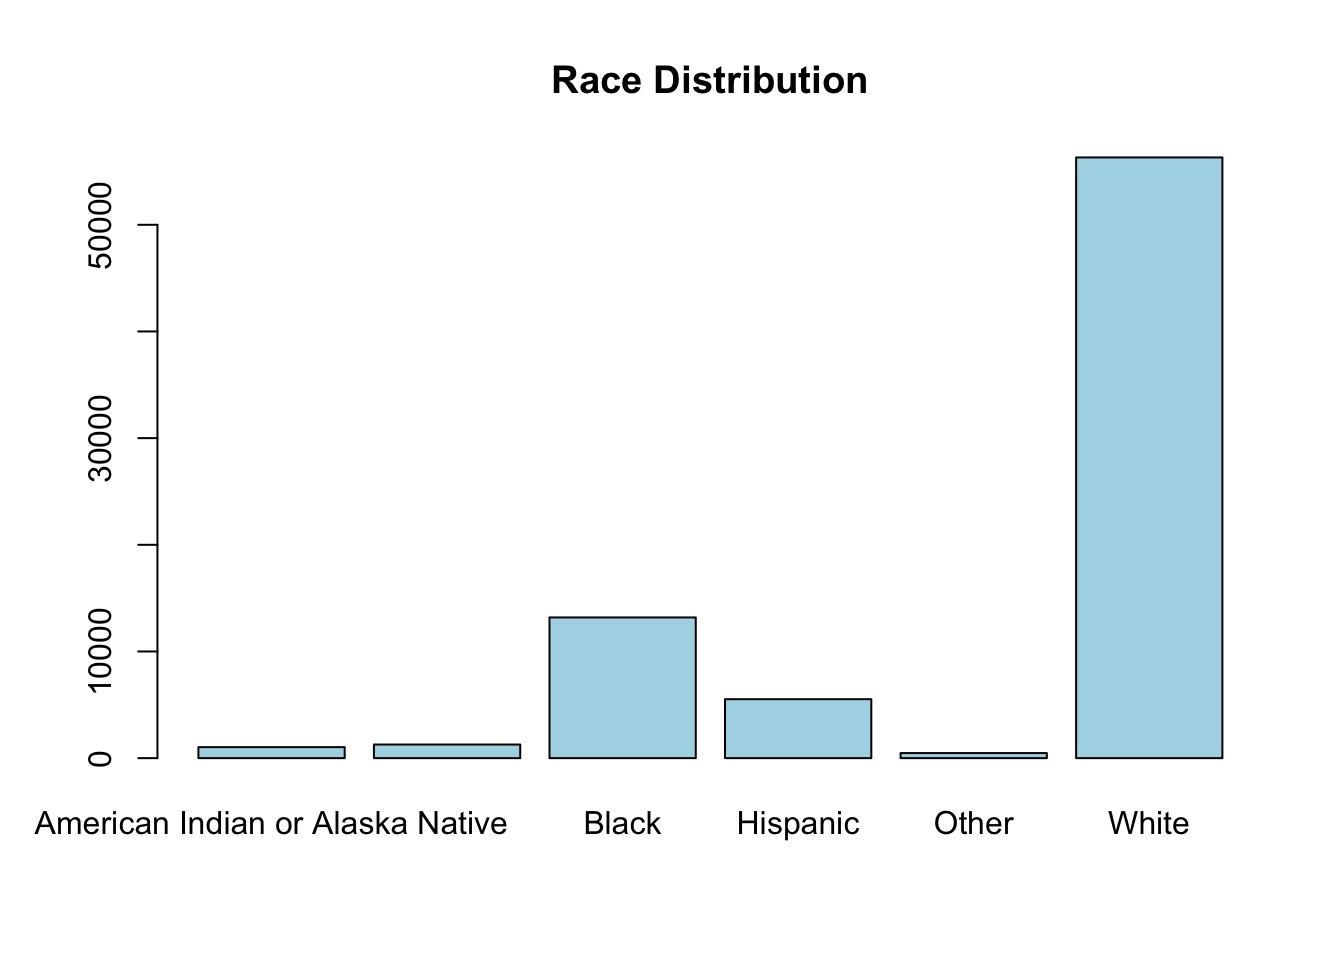 Race Distribution
50000
30000
10000
0
American Indian or Alaska Native
Black
Hispanic
Other
White